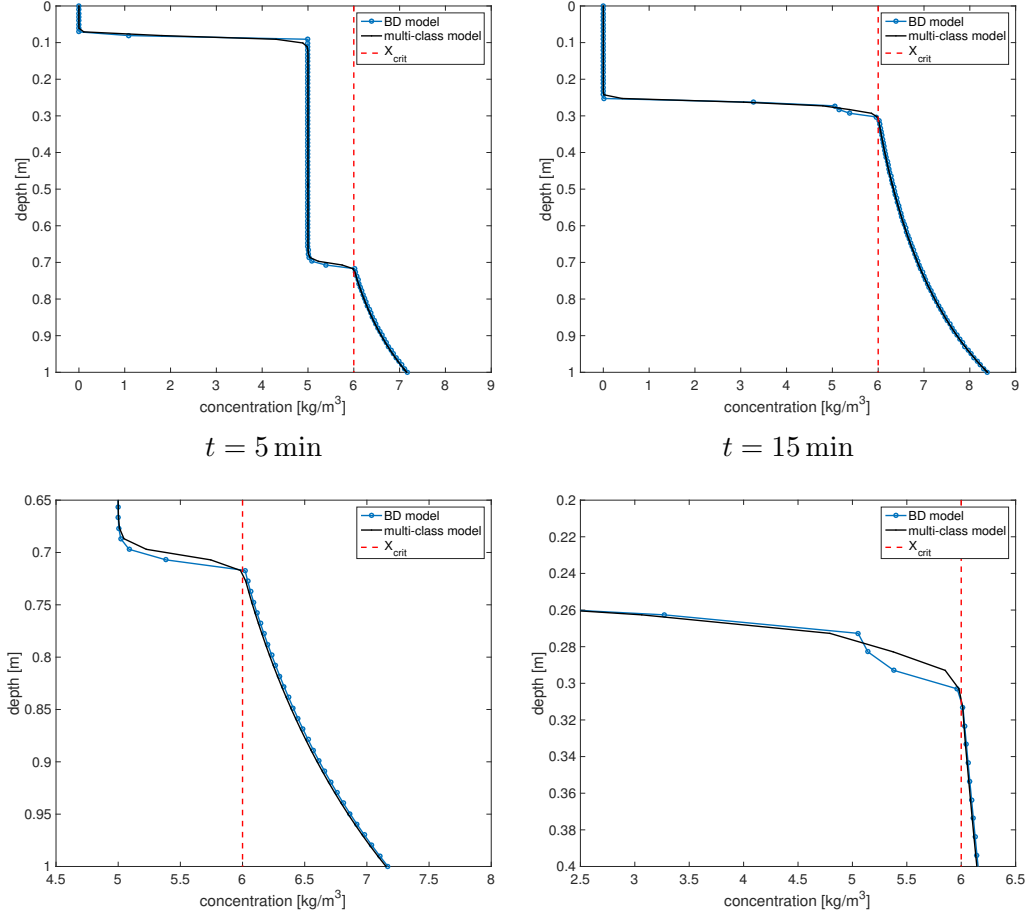 0
0.1
0.2
0.3
0.4
0.5
0.6
0.7
0.8
0.9
1
depth [m]
0 1 2 3 4 5 6 7 8 9
concentration [kg/m³]
BD model
multi-class model
X_crit
t = 5 min
0
0.1
0.2
0.3
0.4
0.5
0.6
0.7
0.8
0.9
1
depth [m]
0 1 2 3 4 5 6 7 8 9
concentration [kg/m³]
BD model
multi-class model
X_crit
t = 15 min
0.65
0.7
0.75
0.8
0.85
0.9
0.95
1
depth [m]
4.5 5 5.5 6 6.5 7 7.5 8
concentration [kg/m³]
BD model
multi-class model
X_crit
0.2
0.22
0.24
0.26
0.28
0.3
0.32
0.34
0.36
0.38
0.4
depth [m]
2.5 3 3.5 4 4.5 5 5.5 6 6.5
concentration [kg/m³]
BD model
multi-class model
X_crit